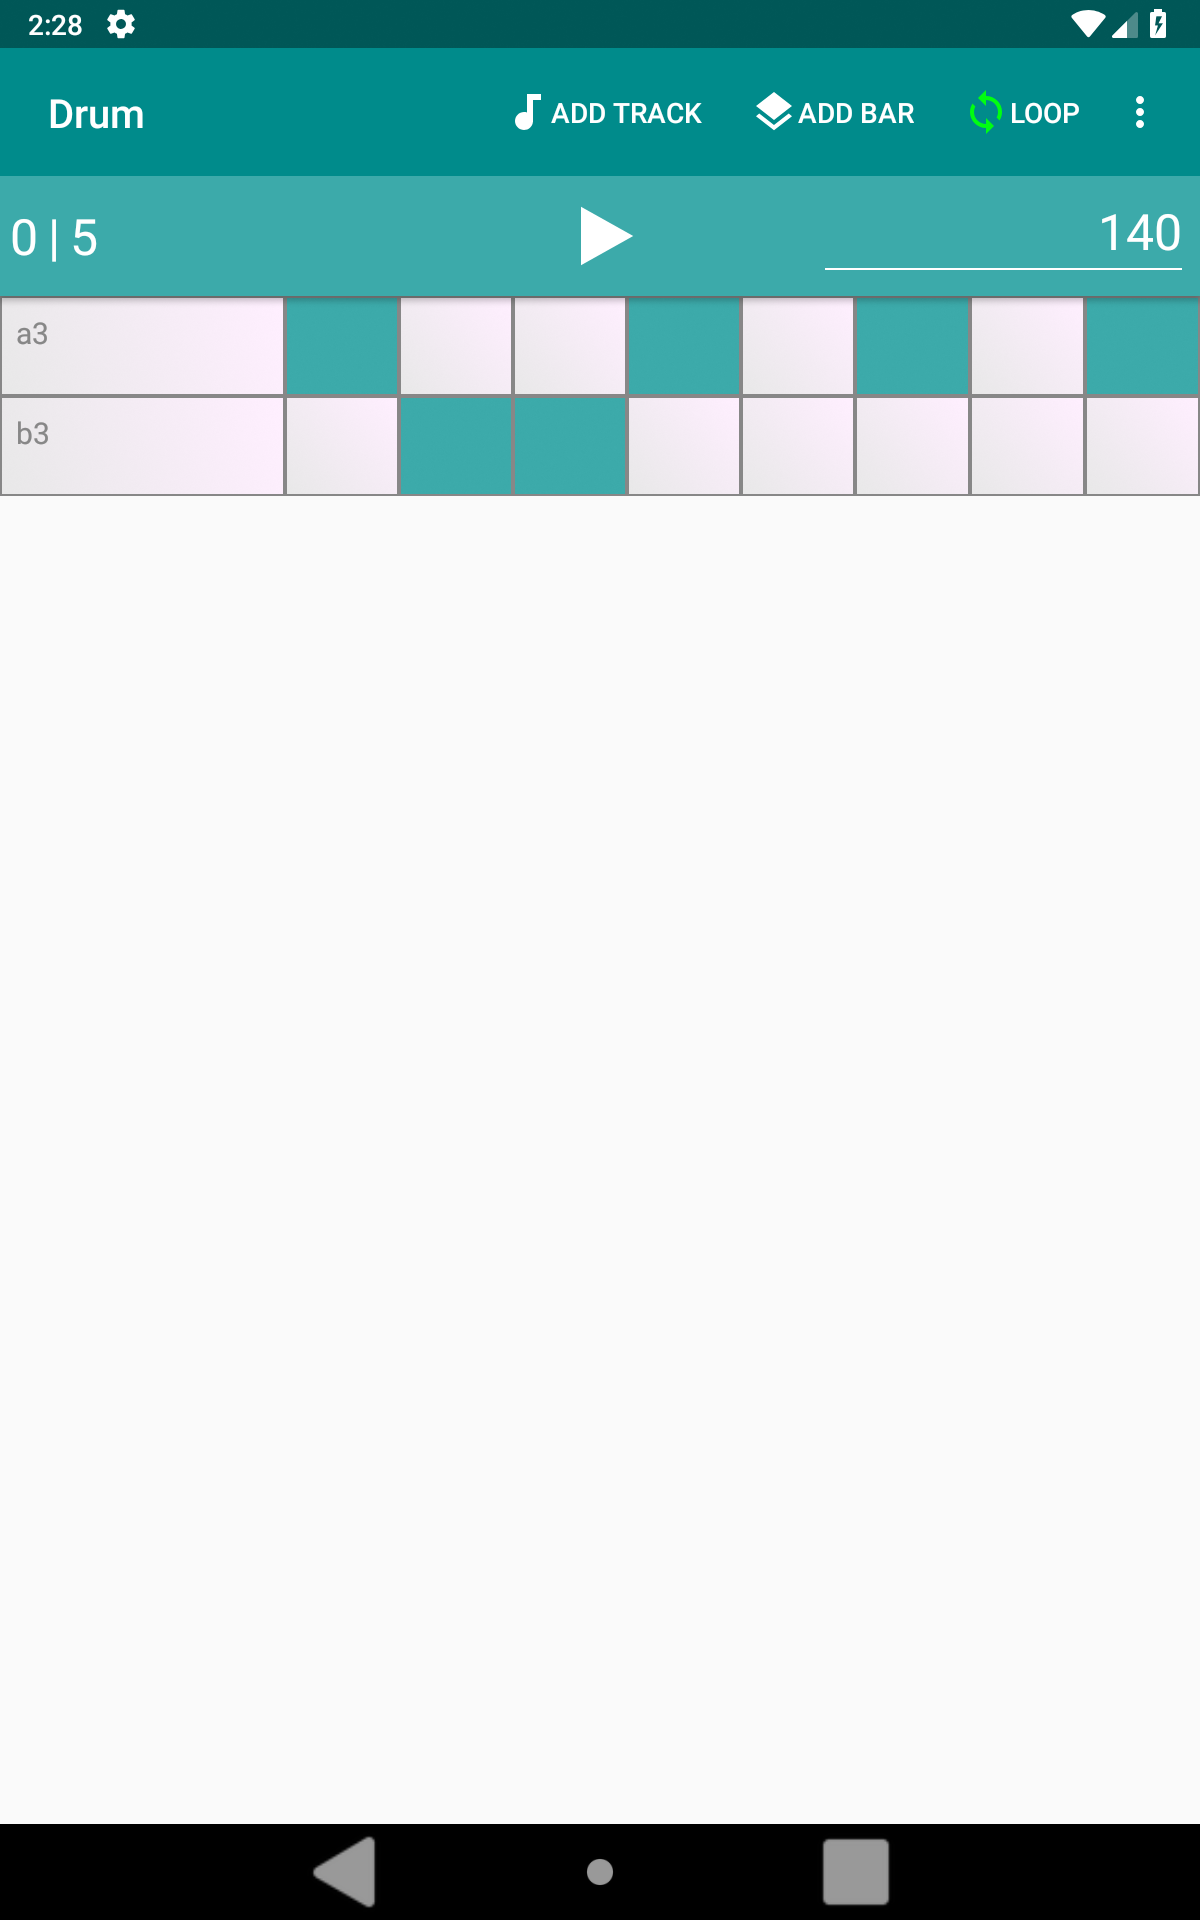 2:28
Drum ADD TRACK ADD BAR LOOP
0 | 5 140
a3
b3